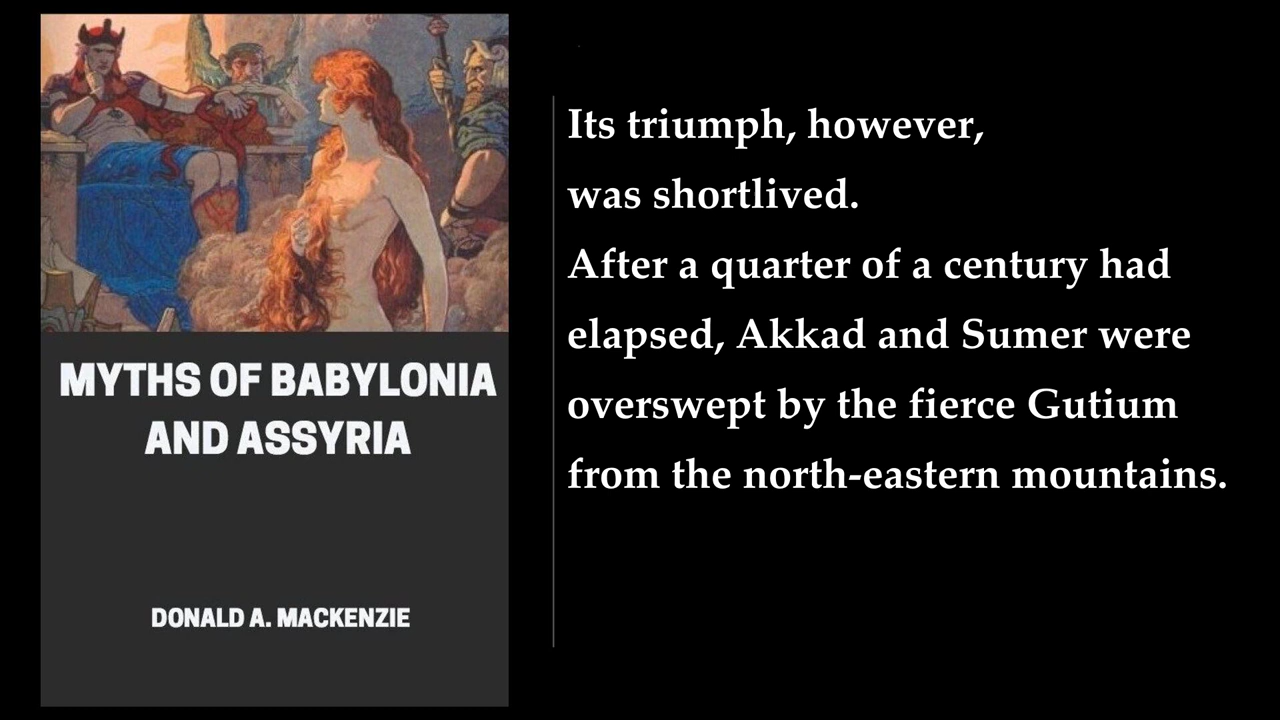 MYTHS OF BABYLONIA
AND ASSYRIA
DONALD A. MACKENZIE
Its triumph, however,
was shortlived.
After a quarter of a century had
elapsed, Akkad and Sumer were
overswept by the fierce Gutium
from the north-eastern mountains.